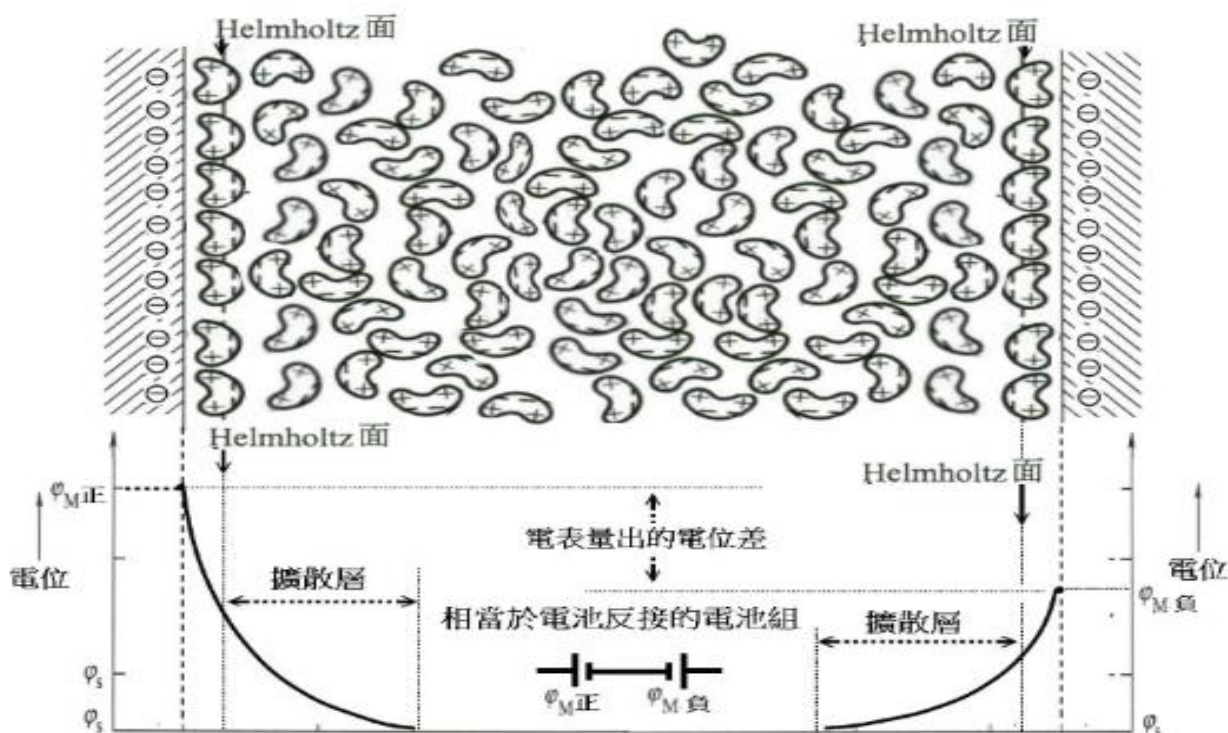 Helmholtz 面
Helmholtz 面
Helmholtz 面
Helmholtz 面
φM正
電表量出的電位差
電位
擴散層
電位
φM 負
相當於電池反接的電池組
擴散層
φs
φM正
φM 負
φs
φs